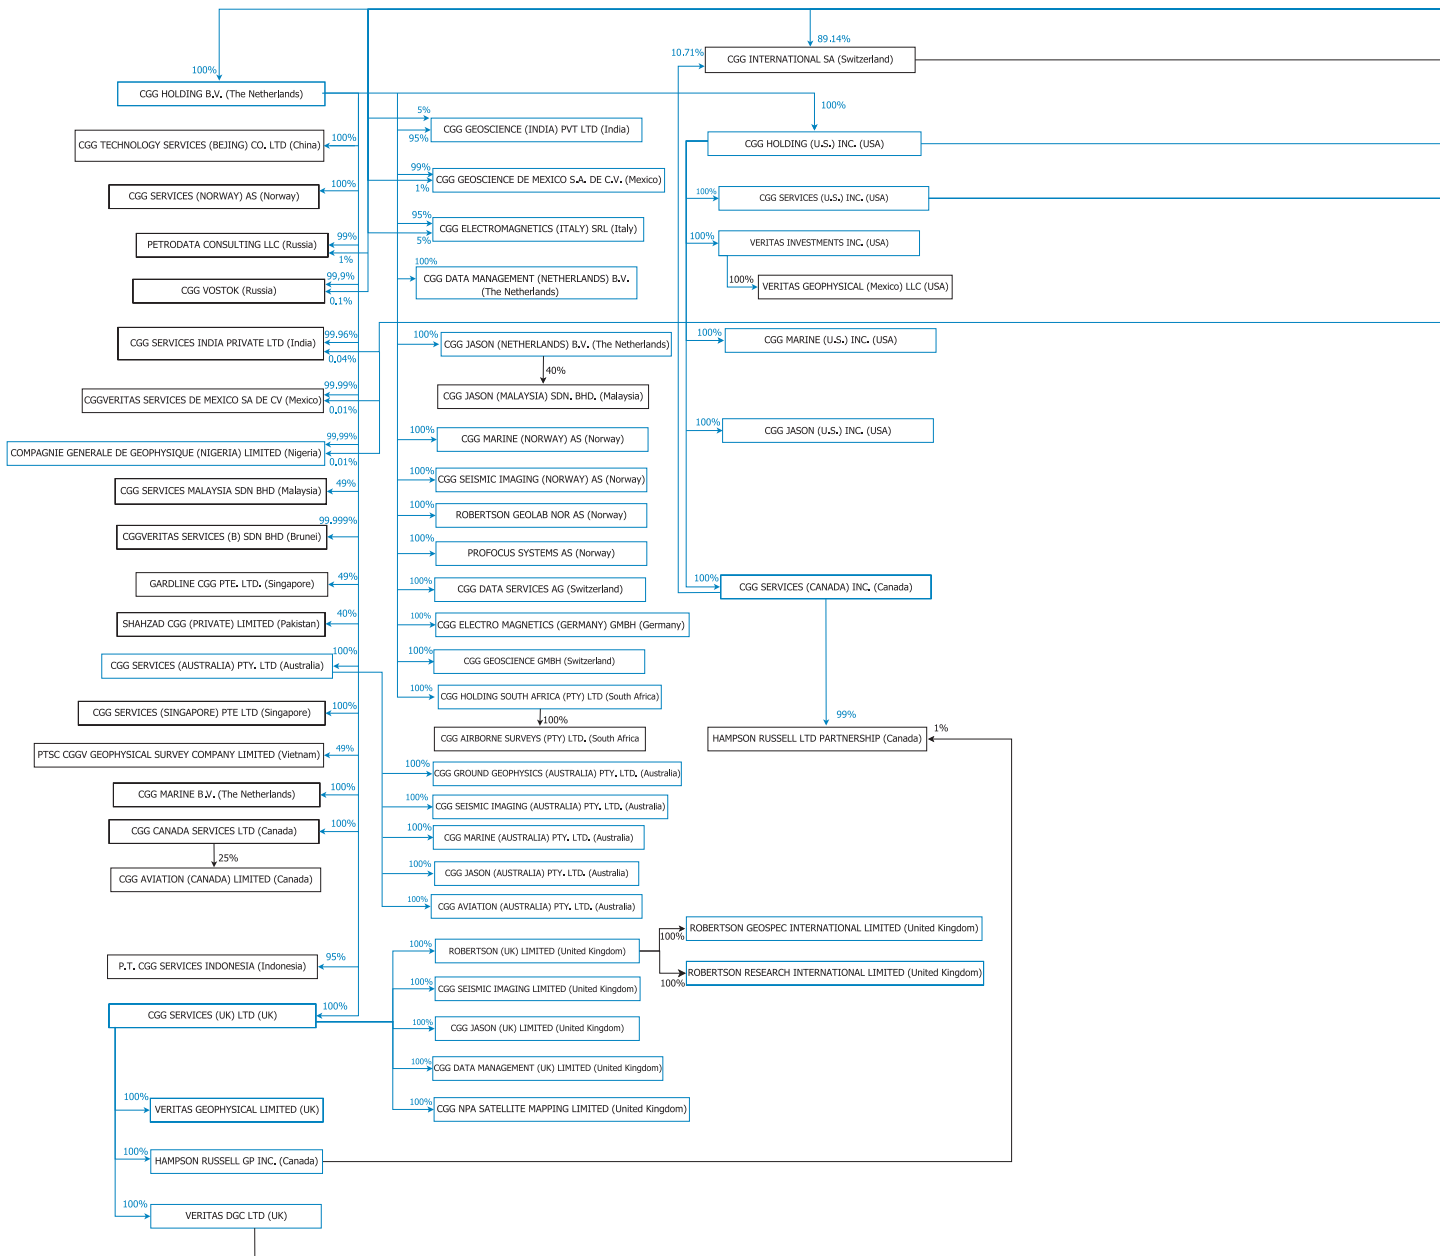 89.14%
10.71%
CGG INTERNATIONAL SA (Switzerland)
100%
CGG HOLDING B.V. (The Netherlands)
100%
CGG HOLDING (U.S.) INC. (USA)
5%
CGG GEOSCIENCE (INDIA) PVT LTD (India)
95%
100%
CGG TECHNOLOGY SERVICES (BEJING) CO. LTD (China)
99%
CGG GEOSCIENCE DE MEXICO S.A. DE C.V. (Mexico)
1%
100%
CGG SERVICES (NORWAY) AS (Norway)
100%
CGG SERVICES (U.S.) INC. (USA)
95%
CGG ELECTROMAGNETICS (ITALY) SRL (Italy)
5%
99%
PETRODATA CONSULTING LLC (Russia)
1%
100%
VERITAS INVESTMENTS INC. (USA)
100%
CGG DATA MANAGEMENT (NETHERLANDS) B.V.
(The Netherlands)
99,9%
CGG VOSTOK (Russia)
0.1%
100%
VERITAS GEOPHYSICAL (Mexico) LLC (USA)
99.96%
CGG SERVICES INDIA PRIVATE LTD (India)
0.04%
100%
CGG JASON (NETHERLANDS) B.V. (The Netherlands)
100%
CGG MARINE (U.S.) INC. (USA)
40%
CGG JASON (MALAYSIA) SDN. BHD. (Malaysia)
99.99%
CGGVERITAS SERVICES DE MEXICO SA DE CV (Mexico)
0.01%
100%
CGG MARINE (NORWAY) AS (Norway)
100%
CGG JASON (U.S.) INC. (USA)
99,99%
COMPAGNIE GENERALE DE GEOPHYSIQUE (NIGERIA) LIMITED (Nigeria)
0.01%
100%
CGG SEISMIC IMAGING (NORWAY) AS (Norway)
49%
CGG SERVICES MALAYSIA SDN BHD (Malaysia)
100%
ROBERTSON GEOLAB NOR AS (Norway)
99.999%
CGGVERITAS SERVICES (B) SDN BHD (Brunei)
100%
PROFOCUS SYSTEMS AS (Norway)
49%
GARDLINE CGG PTE. LTD. (Singapore)
100%
CGG DATA SERVICES AG (Switzerland)
100%
CGG SERVICES (CANADA) INC. (Canada)
40%
SHAHZAD CGG (PRIVATE) LIMITED (Pakistan)
100%
CGG ELECTRO MAGNETICS (GERMANY) GMBH (Germany)
100%
CGG SERVICES (AUSTRALIA) PTY. LTD (Australia)
100%
CGG GEOSCIENCE GMBH (Switzerland)
100%
CGG HOLDING SOUTH AFRICA (PTY) LTD (South Africa)
100%
CGG SERVICES (SINGAPORE) PTE LTD (Singapore)
100%
CGG AIRBORNE SURVEYS (PTY) LTD. (South Africa
99%
HAMPSON RUSSELL LTD PARTNERSHIP (Canada)
1%
49%
PTSC CGGV GEOPHYSICAL SURVEY COMPANY LIMITED (Vietnam)
100%
CGG GROUND GEOPHYSICS (AUSTRALIA) PTY. LTD. (Australia)
100%
CGG MARINE B.V. (The Netherlands)
100%
CGG SEISMIC IMAGING (AUSTRALIA) PTY. LTD. (Australia)
100%
CGG CANADA SERVICES LTD (Canada)
100%
CGG MARINE (AUSTRALIA) PTY. LTD. (Australia)
25%
CGG AVIATION (CANADA) LIMITED (Canada)
100%
CGG JASON (AUSTRALIA) PTY. LTD. (Australia)
100%
CGG AVIATION (AUSTRALIA) PTY. LTD. (Australia)
ROBERTSON GEOSPEC INTERNATIONAL LIMITED (United Kingdom)
100%
100%
ROBERTSON (UK) LIMITED (United Kingdom)
95%
P.T. CGG SERVICES INDONESIA (Indonesia)
ROBERTSON RESEARCH INTERNATIONAL LIMITED (United Kingdom)
100%
100%
CGG SEISMIC IMAGING LIMITED (United Kingdom)
100%
CGG SERVICES (UK) LTD (UK)
100%
CGG JASON (UK) LIMITED (United Kingdom)
100%
CGG DATA MANAGEMENT (UK) LIMITED (United Kingdom)
100%
VERITAS GEOPHYSICAL LIMITED (UK)
100%
CGG NPA SATELLITE MAPPING LIMITED (United Kingdom)
100%
HAMPSON RUSSELL GP INC. (Canada)
100%
VERITAS DGC LTD (UK)